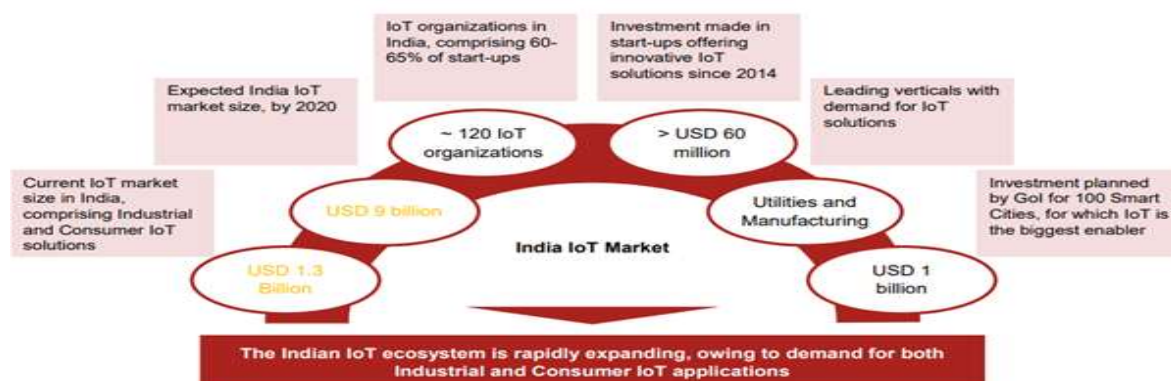 IoT organizations in
India, comprising 60-
65% of start-ups
Investment made in
start-ups offering
innovative IoT
solutions since 2014
Expected India IoT
market size, by 2020
Leading verticals with
demand for IoT
solutions
~ 120 IoT
organizations
> USD 60
million
Current IoT market
size in India,
comprising Industrial
and Consumer IoT
solutions
USD 9 billion
Utilities and
Manufacturing
Investment planned
by GoI for 100 Smart
Cities, for which IoT is
the biggest enabler
India IoT Market
USD 1.3
Billion
USD 1
billion
The Indian IoT ecosystem is rapidly expanding, owing to demand for both
Industrial and Consumer IoT applications